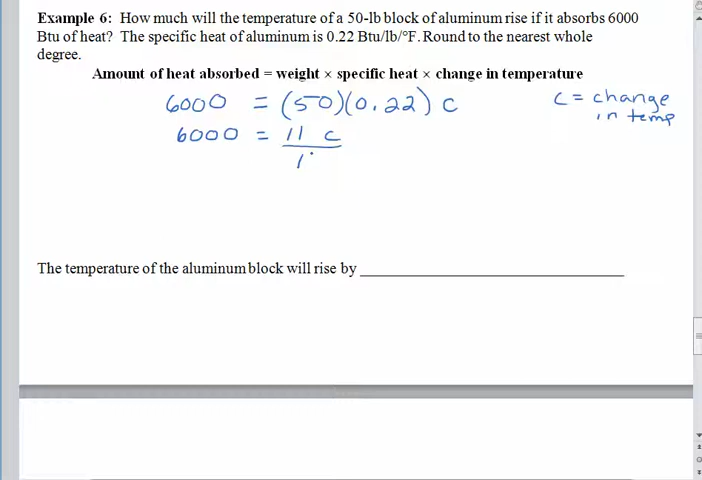 Example 6: How much will the temperature of a 50-lb block of aluminum rise if it absorbs 6000
Btu of heat? The specific heat of aluminum is 0.22 Btu/lb/°F. Round to the nearest whole
degree.
Amount of heat absorbed = weight × specific heat × change in temperature
6000 = (50)(0.22) c
c = change
in temp
6000 = 11 c
The temperature of the aluminum block will rise by